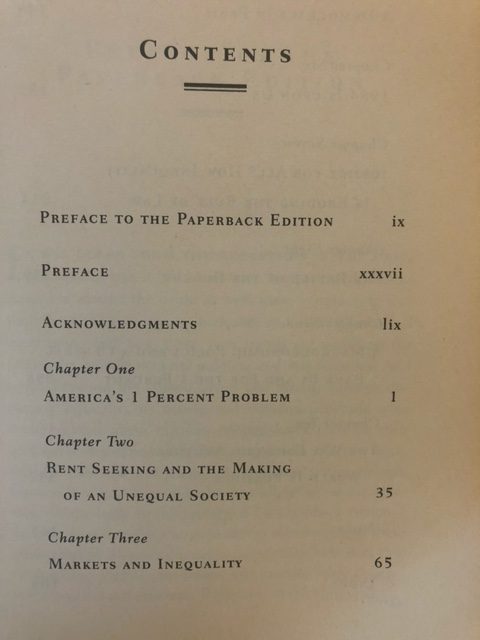 CONTENTS
PREFACE TO THE PAPERBACK EDITION ix
PREFACE xxxvii
ACKNOWLEDGMENTS lix
Chapter One
AMERICA'S 1 PERCENT PROBLEM 1
Chapter Two
RENT SEEKING AND THE MAKING
OF AN UNEQUAL SOCIETY 35
Chapter Three
MARKETS AND INEQUALITY 65